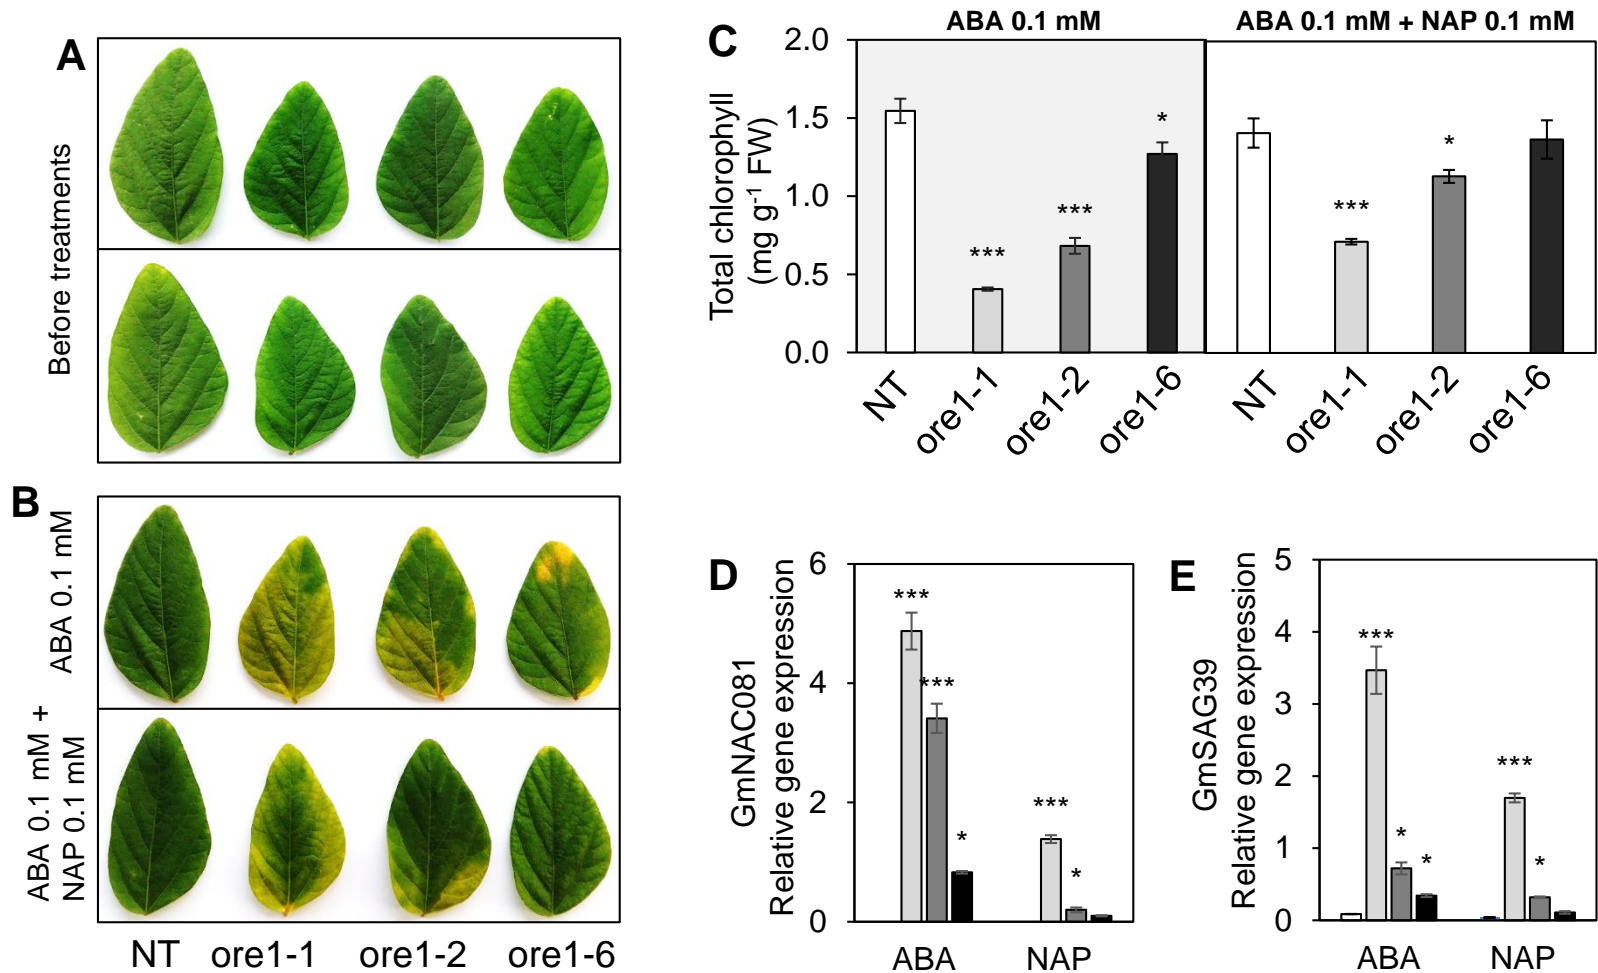 A
Before treatments
B
ABA 0.1 mM
ABA 0.1 mM +
NAP 0.1 mM
NT ore1-1 ore1-2 ore1-6
C
ABA 0.1 mM
ABA 0.1 mM + NAP 0.1 mM
Total chlorophyll
(mg g⁻¹ FW)
2.0
1.5
1.0
0.5
0.0
***
***
*
***
*
NT ore1-1 ore1-2 ore1-6 NT ore1-1 ore1-2 ore1-6
D
GmNAC081
Relative gene expression
6
4
2
0
***
***
*
***
*
ABA NAP
E
GmSAG39
Relative gene expression
5
4
3
2
1
0
***
*
*
***
*
ABA NAP